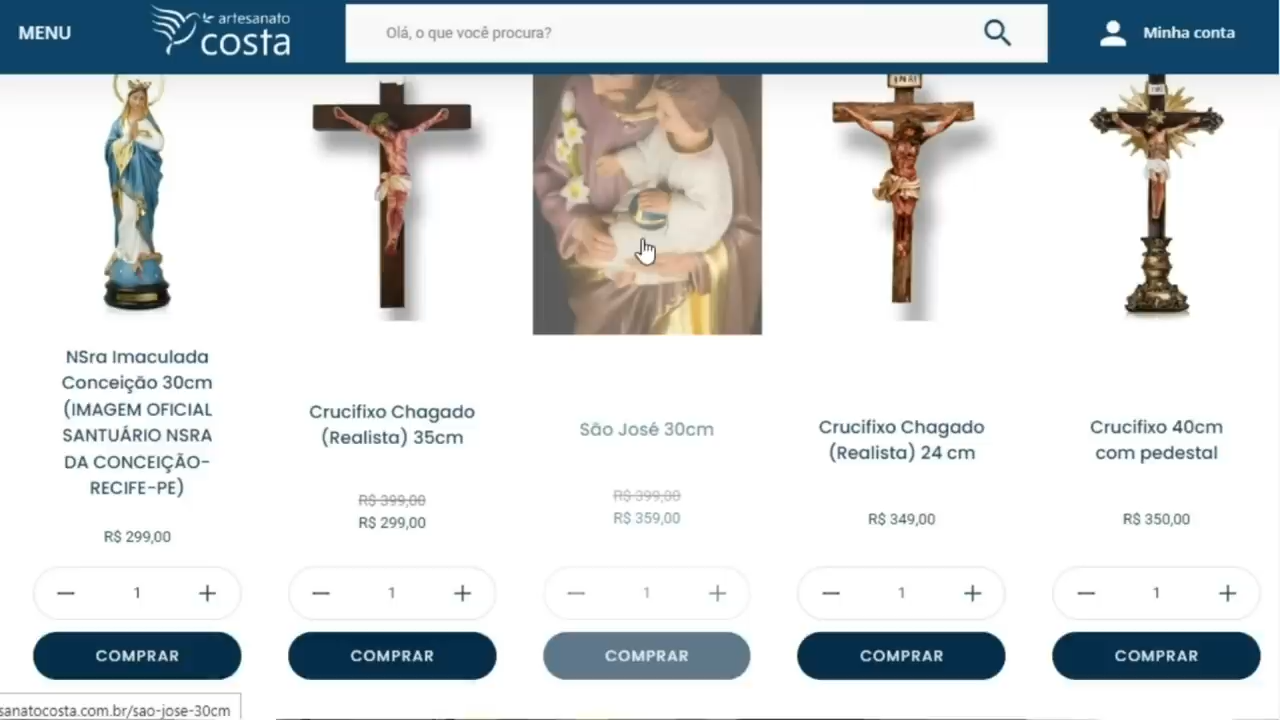 MENU
artesanato
costa
Olá, o que você procura?
Minha conta
INRI
INRI
NSra Imaculada
Conceição 30cm
(IMAGEM OFICIAL
SANTUÁRIO NSRA
DA CONCEIÇÃO-
RECIFE-PE)
R$ 299,00
1
COMPRAR
Crucifixo Chagado
(Realista) 35cm
R$ 399,00
R$ 299,00
1
COMPRAR
São José 30cm
R$ 399,00
R$ 359,00
1
COMPRAR
Crucifixo Chagado
(Realista) 24 cm
R$ 349,00
1
COMPRAR
Crucifixo 40cm
com pedestal
R$ 350,00
1
COMPRAR
sanatocosta.com.br/sao-jose-30cm